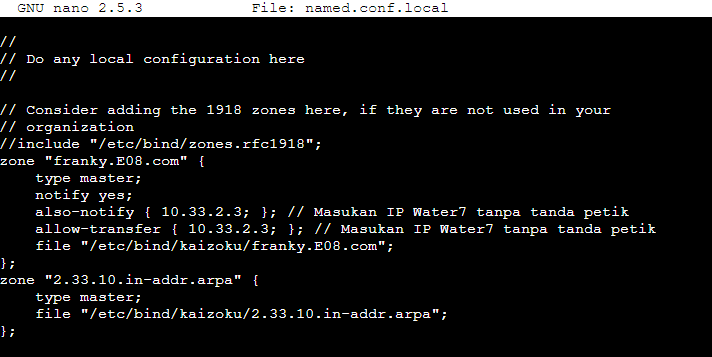 GNU nano 2.5.3 File: named.conf.local
//
// Do any local configuration here
//
// Consider adding the 1918 zones here, if they are not used in your
// organization
//include "/etc/bind/zones.rfc1918";
zone "franky.E08.com" {
    type master;
    notify yes;
    also-notify { 10.33.2.3; }; // Masukan IP Water7 tanpa tanda petik
    allow-transfer { 10.33.2.3; }; // Masukan IP Water7 tanpa tanda petik
    file "/etc/bind/kaizoku/franky.E08.com";
};
zone "2.33.10.in-addr.arpa" {
    type master;
    file "/etc/bind/kaizoku/2.33.10.in-addr.arpa";
};